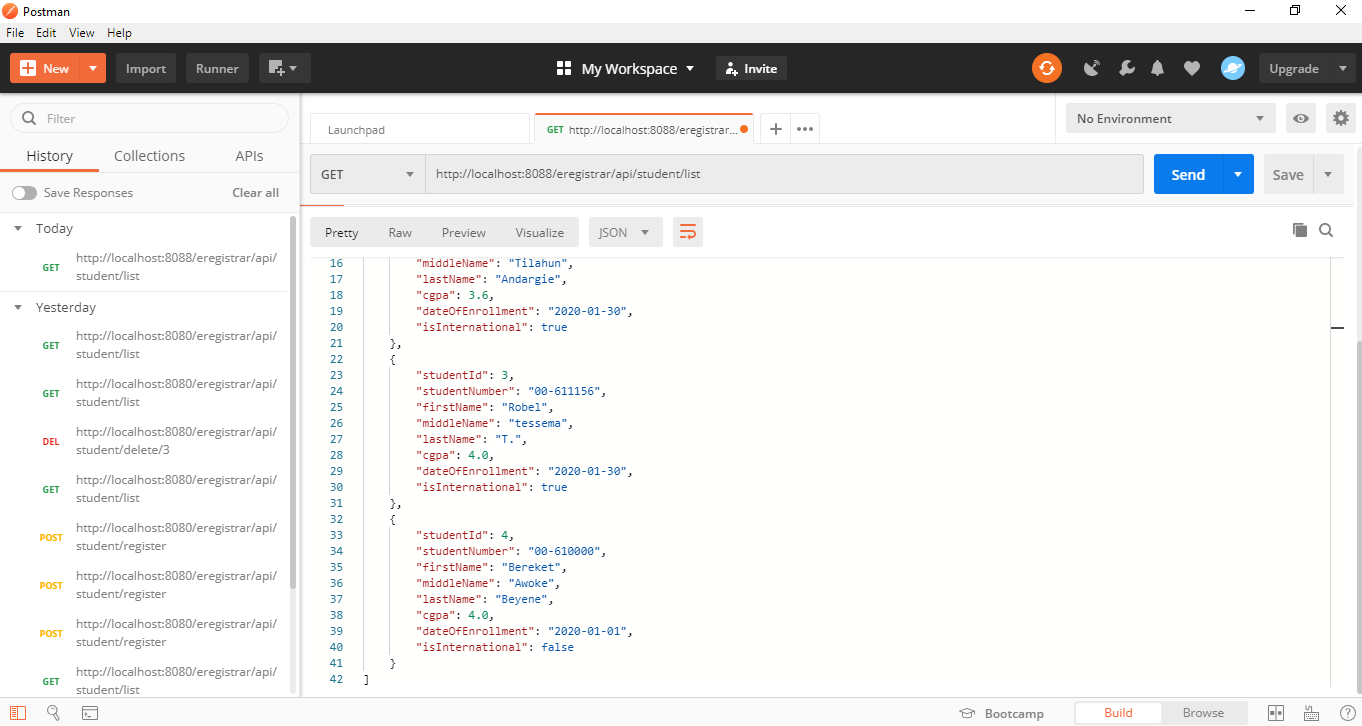 Postman
File Edit View Help
New Import Runner My Workspace Invite Upgrade
Filter
History Collections APIs
Save Responses Clear all
Today
GET http://localhost:8088/eregistrar/api/
student/list
Yesterday
GET http://localhost:8080/eregistrar/api/
student/list
GET http://localhost:8080/eregistrar/api/
student/list
DEL http://localhost:8080/eregistrar/api/
student/delete/3
GET http://localhost:8080/eregistrar/api/
student/list
POST http://localhost:8080/eregistrar/api/
student/register
POST http://localhost:8080/eregistrar/api/
student/register
POST http://localhost:8080/eregistrar/api/
student/register
GET http://localhost:8080/eregistrar/api/
student/list
Launchpad GET http://localhost:8088/eregistrar... No Environment
GET http://localhost:8088/eregistrar/api/student/list Send Save
Pretty Raw Preview Visualize JSON
16 "middleName": "Tilahun",
17 "lastName": "Andargie",
18 "cgpa": 3.6,
19 "dateOfEnrollment": "2020-01-30",
20 "isInternational": true
21 },
22 {
23 "studentId": 3,
24 "studentNumber": "00-611156",
25 "firstName": "Robel",
26 "middleName": "tessema",
27 "lastName": "T.",
28 "cgpa": 4.0,
29 "dateOfEnrollment": "2020-01-30",
30 "isInternational": true
31 },
32 {
33 "studentId": 4,
34 "studentNumber": "00-610000",
35 "firstName": "Bereket",
36 "middleName": "Awoke",
37 "lastName": "Beyene",
38 "cgpa": 4.0,
39 "dateOfEnrollment": "2020-01-01",
40 "isInternational": false
41 }
42 ]
Bootcamp Build Browse